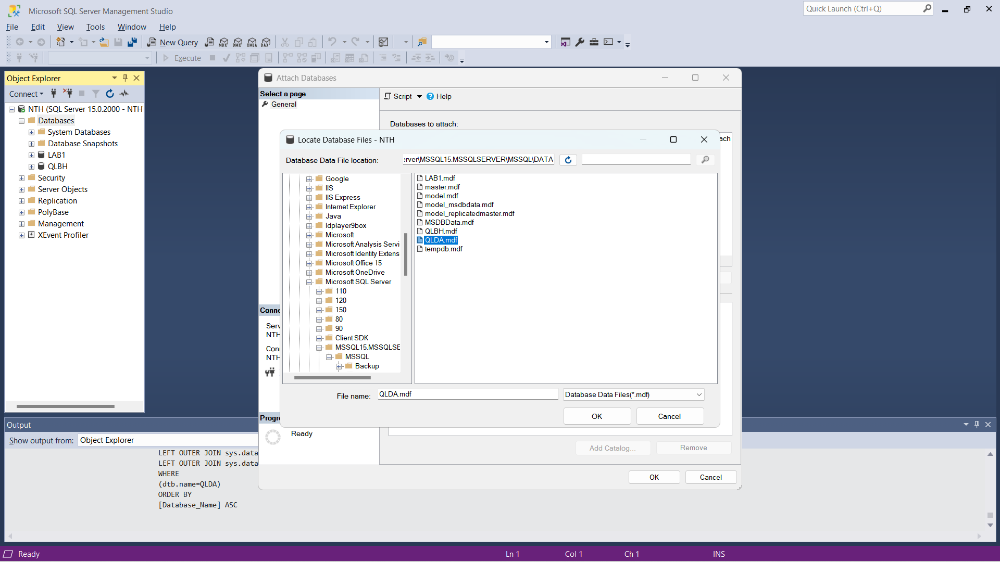 Microsoft SQL Server Management Studio
Quick Launch (Ctrl+Q)
File Edit View Tools Window Help
New Query MDX DMX XMLA DAX
Execute
Object Explorer
Connect
NTH (SQL Server 15.0.2000 - NTH
Databases
System Databases
Database Snapshots
LAB1
QLBH
Security
Server Objects
Replication
PolyBase
Management
XEvent Profiler
Attach Databases
Select a page
General
Script Help
Databases to attach:
ach
Locate Database Files - NTH
Database Data File location: erver\MSSQL15.MSSQLSERVER\MSSQL\DATA
Google
IIS
IIS Express
Internet Explorer
Java
ldplayer9box
Microsoft
Microsoft Analysis Servi
Microsoft Identity Extens
Microsoft Office 15
Microsoft OneDrive
Microsoft SQL Server
110
120
150
80
90
Client SDK
MSSQL15.MSSQLSE
MSSQL
Backup
LAB1.mdf
master.mdf
model.mdf
model_msdbdata.mdf
model_replicatedmaster.mdf
MSDBData.mdf
QLBH.mdf
QLDA.mdf
tempdb.mdf
File name: QLDA.mdf Database Data Files(*.mdf)
OK Cancel
Conne
Serv
NTH
Conn
NTH
Progre
Ready
Add Catalog... Remove
OK Cancel
Output
Show output from: Object Explorer
LEFT OUTER JOIN sys.data
LEFT OUTER JOIN sys.data
WHERE
(dtb.name=QLDA)
ORDER BY
[Database_Name] ASC
Ready Ln 1 Col 1 Ch 1 INS